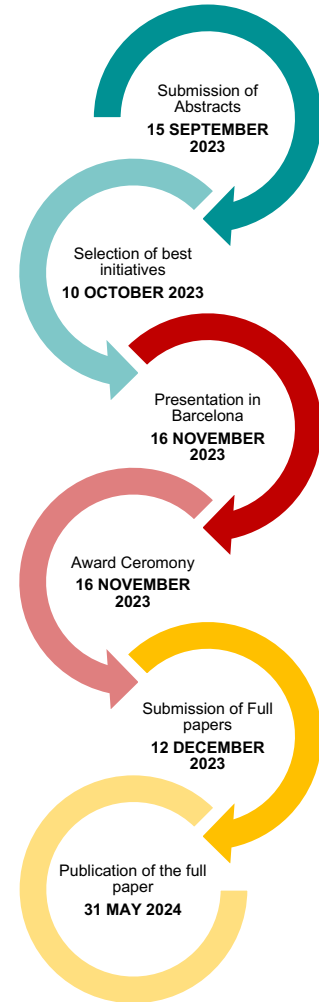 Submission of
Abstracts
15 SEPTEMBER
2023
Selection of best
initiatives
10 OCTOBER 2023
Presentation in
Barcelona
16 NOVEMBER
2023
Award Ceromony
16 NOVEMBER
2023
Submission of Full
papers
12 DECEMBER
2023
Publication of the full
paper
31 MAY 2024